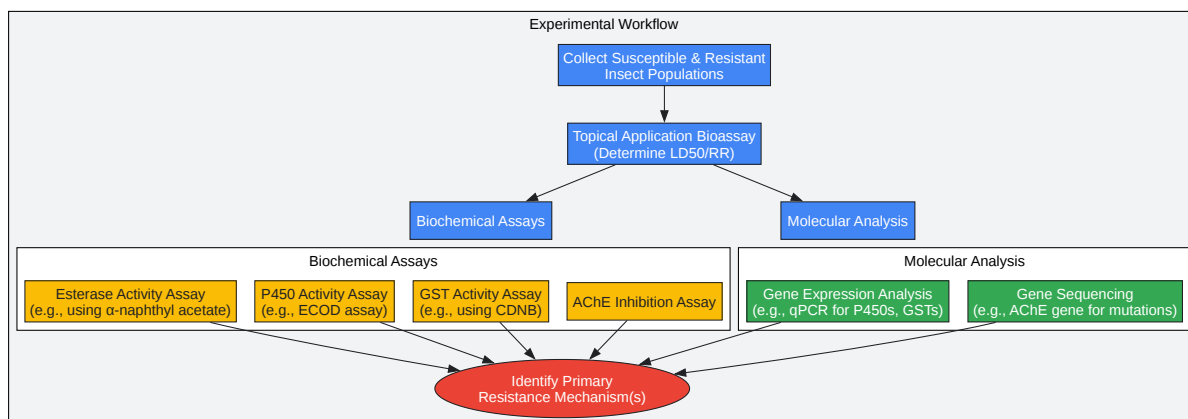 Experimental Workflow
Collect Susceptible & Resistant
Insect Populations
Topical Application Bioassay
(Determine LD50/RR)
Biochemical Assays
Molecular Analysis
Biochemical Assays
Molecular Analysis
Esterase Activity Assay
(e.g., using α-naphthyl acetate)
P450 Activity Assay
(e.g., ECOD assay)
GST Activity Assay
(e.g., using CDNB)
AChE Inhibition Assay
Gene Expression Analysis
(e.g., qPCR for P450s, GSTs)
Gene Sequencing
(e.g., AChE gene for mutations)
Identify Primary
Resistance Mechanism(s)